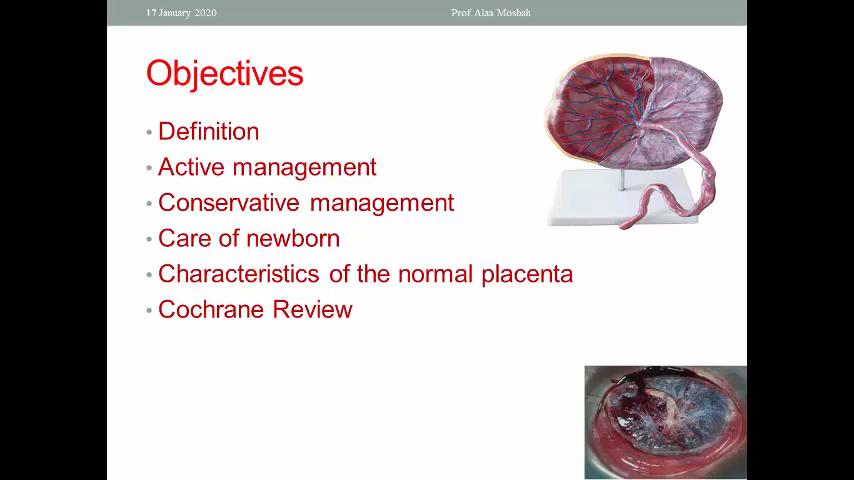 17 January 2020
Prof Alaa Mosbah
Objectives
• Definition
• Active management
• Conservative management
• Care of newborn
• Characteristics of the normal placenta
• Cochrane Review